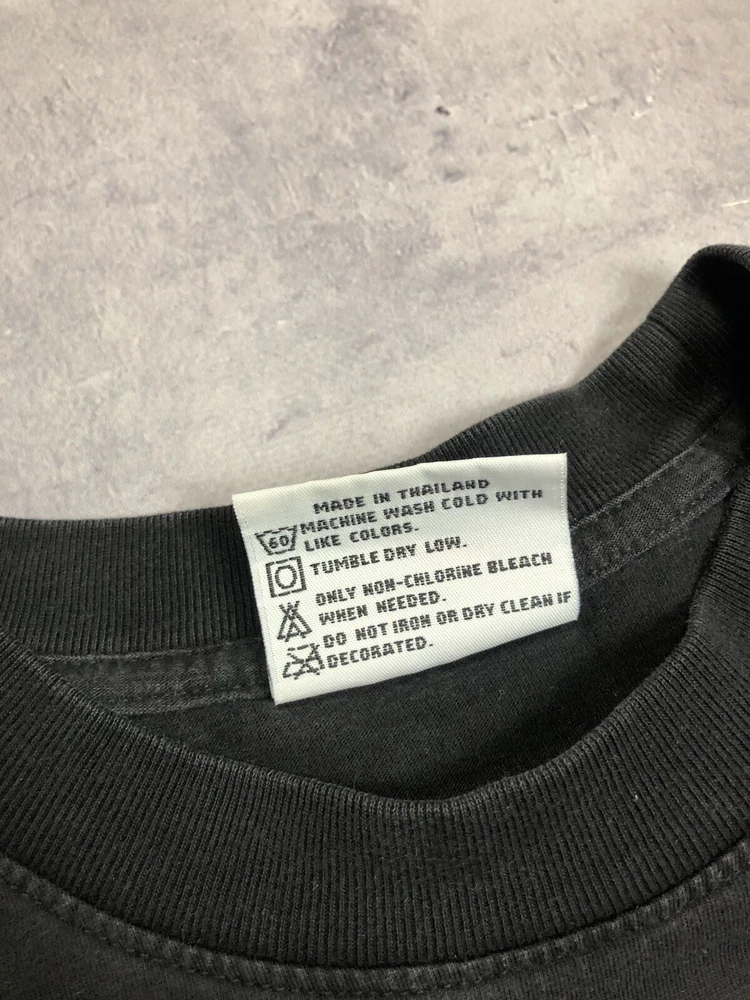 MADE IN THAILAND
MACHINE WASH COLD WITH
60
LIKE COLORS.
TUMBLE DRY LOW.
ONLY NON-CHLORINE BLEACH
WHEN NEEDED.
DO NOT IRON OR DRY CLEAN IF
DECORATED.